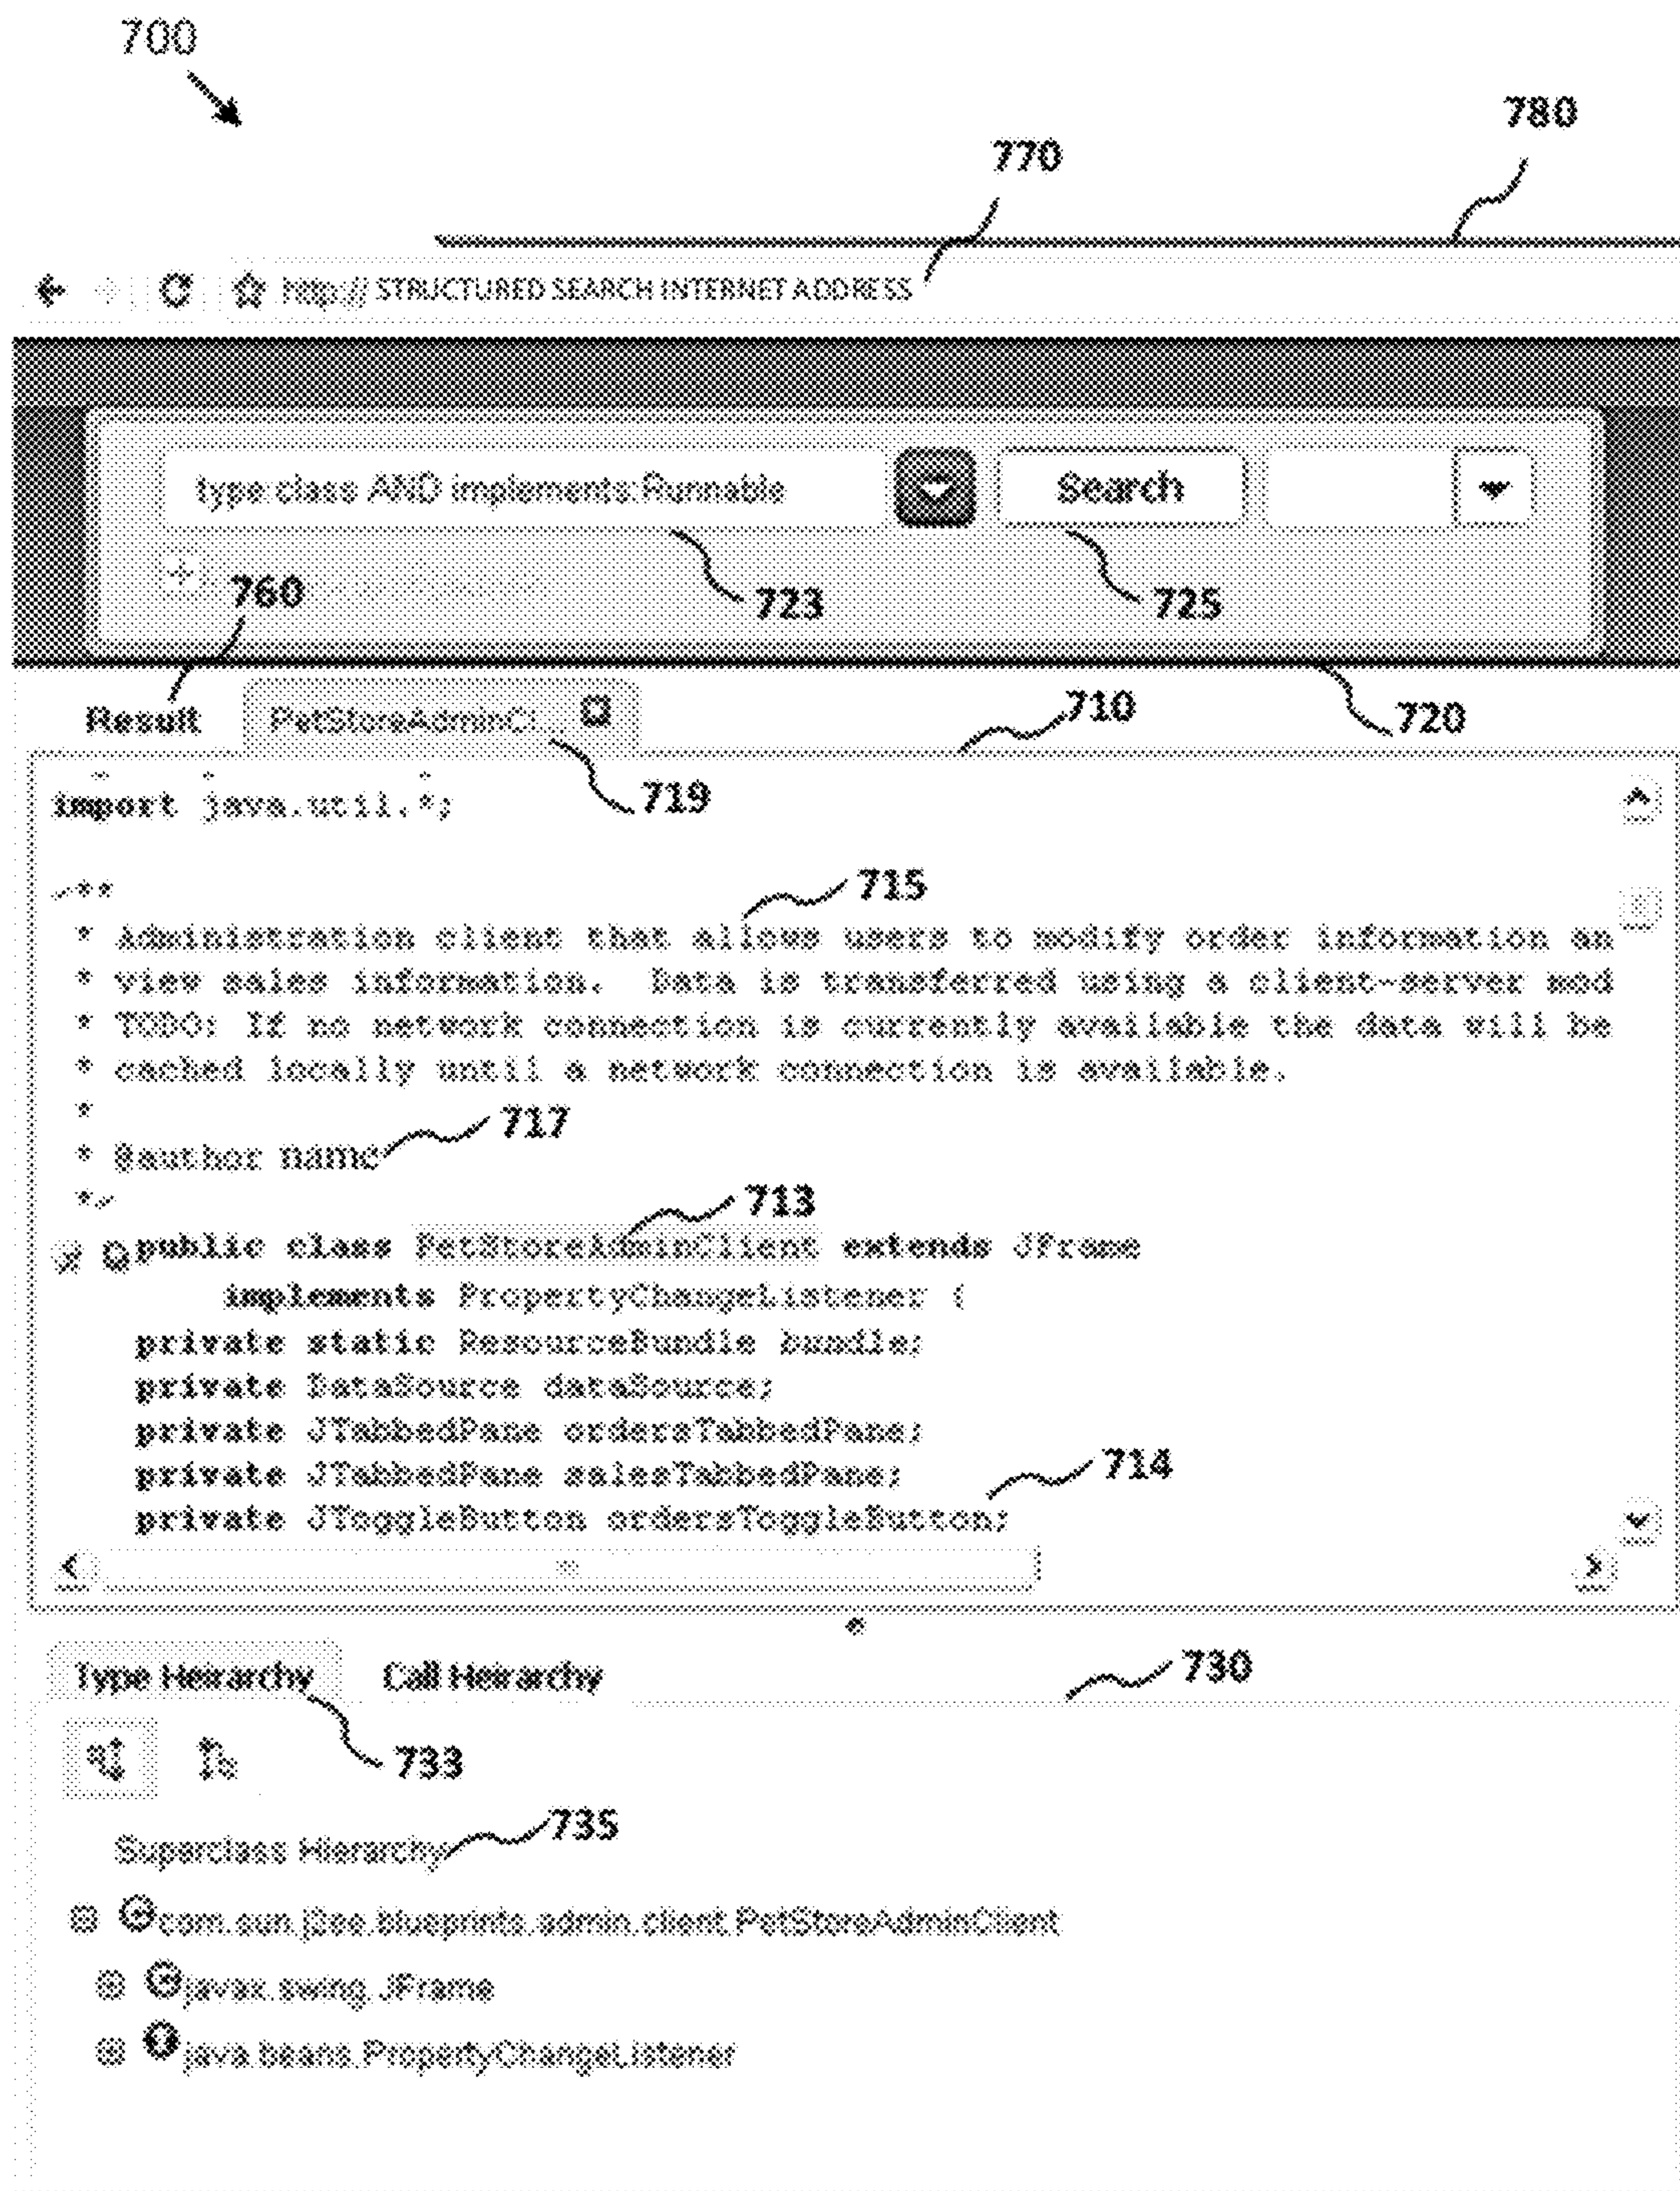 700
780
770
http:// STRUCTURED SEARCH INTERNET ADDRESS
type:class AND implements:Runnable
Search
760
723
725
Result
PetStoreAdminCl
710
720
719
import java.util.*;
/**
715
* Administration client that allows users to modify order information an
* view sales information.  Data is transferred using a client-server mod
* TODO: If no network connection is currently available the data will be
* cached locally until a network connection is available.
*
717
* @author name
*/
713
public class PetStoreAdminClient extends JFrame
implements PropertyChangeListener {
private static ResourceBundle bundle;
private DataSource dataSource;
private JTabbedPane ordersTabbedPane;
private JTabbedPane salesTabbedPane;
714
private JToggleButton ordersToggleButton;
Type Heirarchy
Call Heirarchy
730
733
735
Superclass Hierarchy
com.sun.j2ee.blueprints.admin.client.PetStoreAdminClient
javax.swing.JFrame
java.beans.PropertyChangeListener